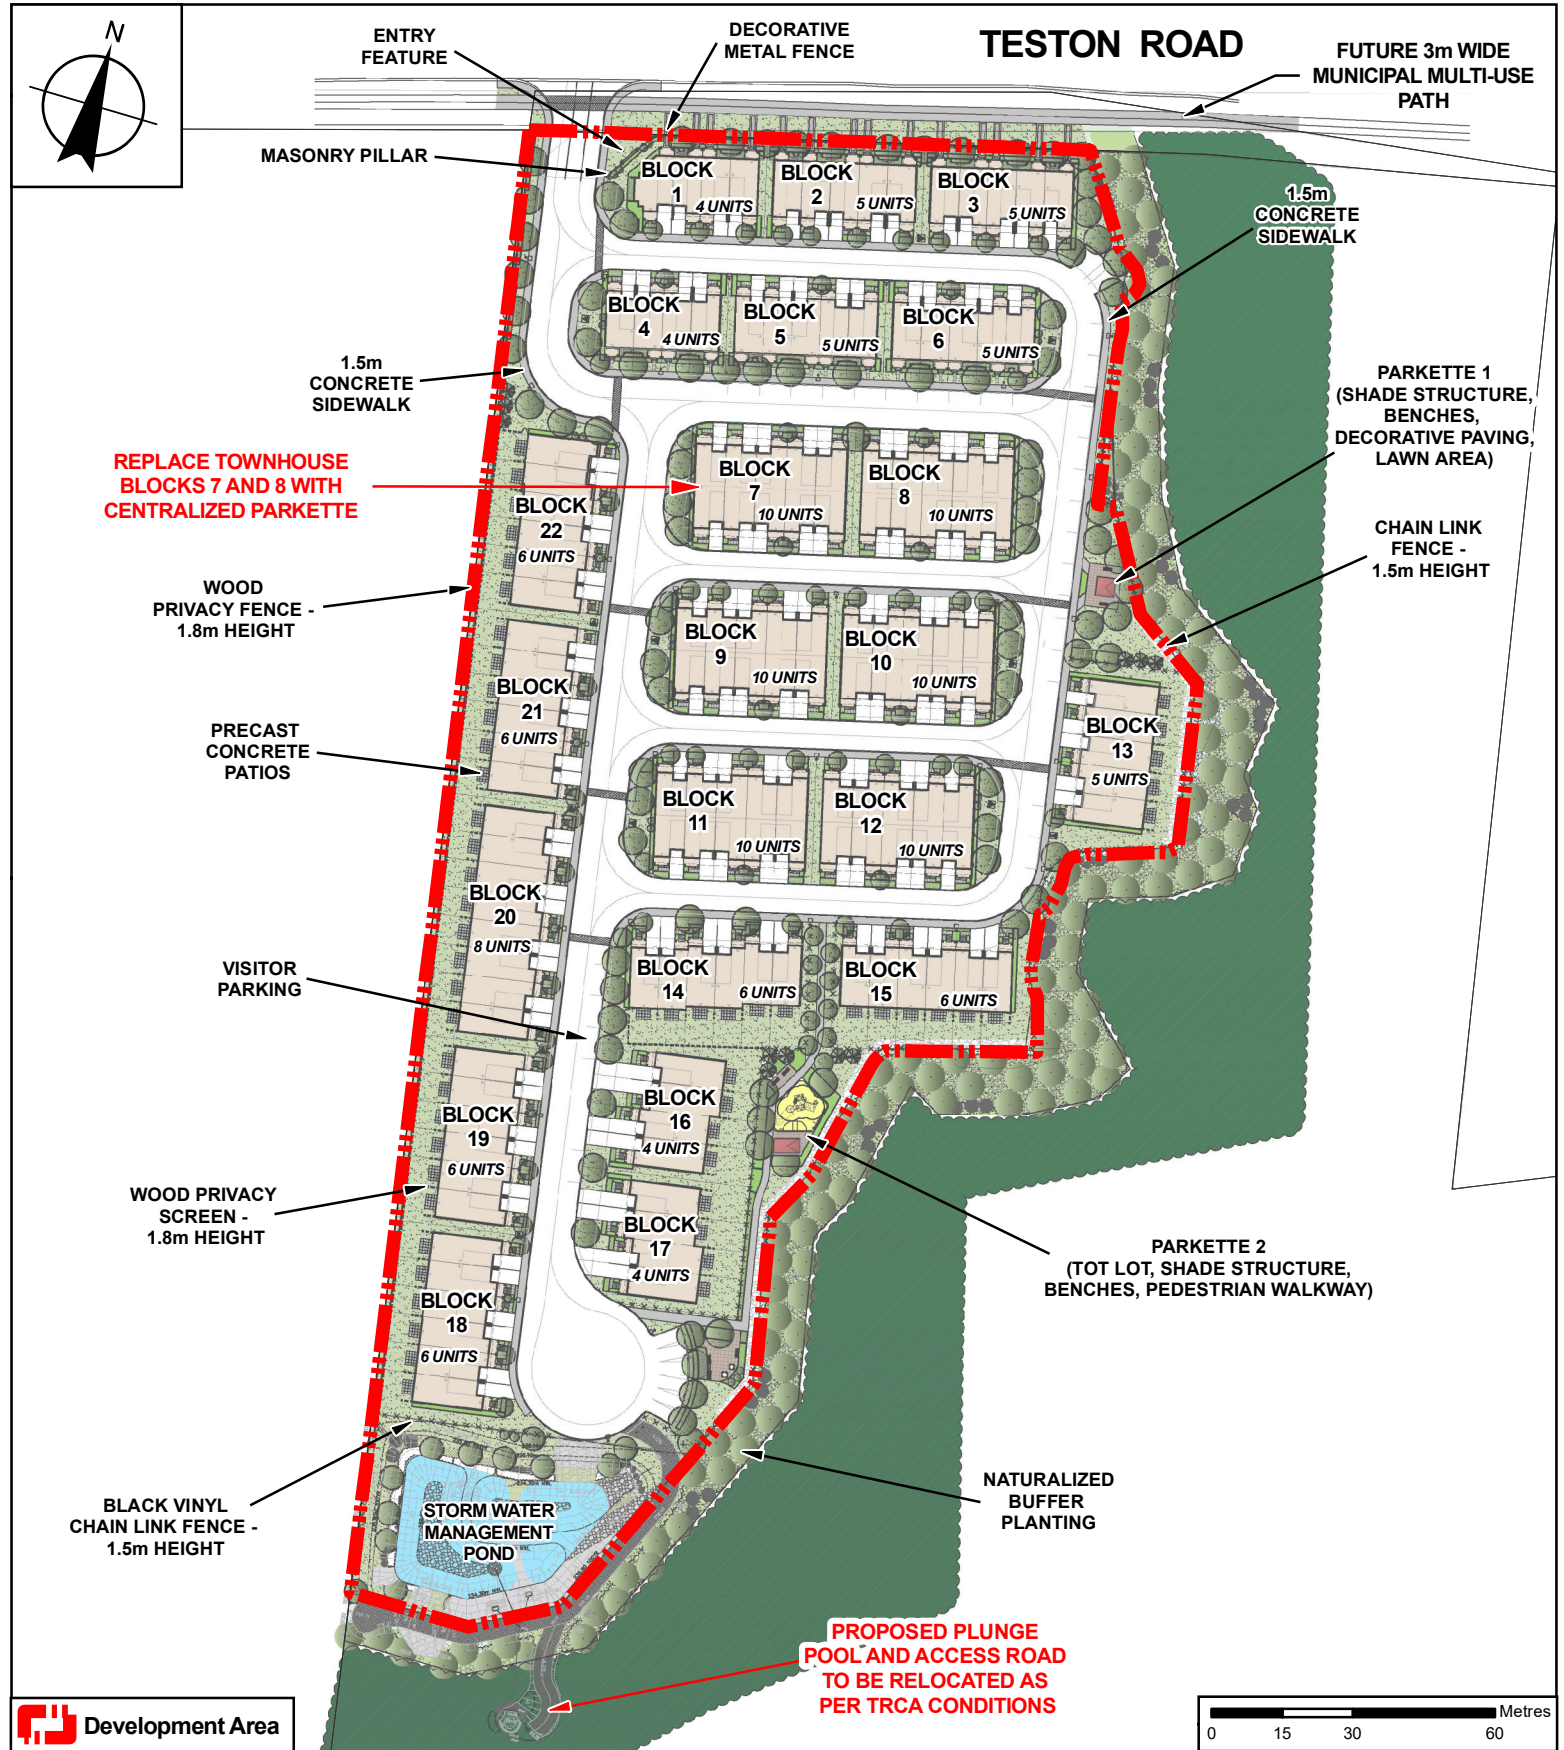 N
ENTRY
FEATURE
DECORATIVE
METAL FENCE
TESTON ROAD
FUTURE 3m WIDE
MUNICIPAL MULTI-USE
PATH
MASONRY PILLAR
BLOCK
1
4 UNITS
BLOCK
2
5 UNITS
BLOCK
3
5 UNITS
1.5m
CONCRETE
SIDEWALK
BLOCK
4
4 UNITS
BLOCK
5
5 UNITS
BLOCK
6
5 UNITS
1.5m
CONCRETE
SIDEWALK
PARKETTE 1
(SHADE STRUCTURE,
BENCHES,
DECORATIVE PAVING,
LAWN AREA)
REPLACE TOWNHOUSE
BLOCKS 7 AND 8 WITH
CENTRALIZED PARKETTE
BLOCK
7
10 UNITS
BLOCK
8
10 UNITS
BLOCK
22
6 UNITS
CHAIN LINK
FENCE -
1.5m HEIGHT
WOOD
PRIVACY FENCE -
1.8m HEIGHT
BLOCK
9
10 UNITS
BLOCK
10
10 UNITS
BLOCK
21
6 UNITS
BLOCK
13
5 UNITS
PRECAST
CONCRETE
PATIOS
BLOCK
11
10 UNITS
BLOCK
12
10 UNITS
BLOCK
20
8 UNITS
VISITOR
PARKING
BLOCK
14
6 UNITS
BLOCK
15
6 UNITS
BLOCK
16
4 UNITS
BLOCK
19
6 UNITS
WOOD PRIVACY
SCREEN -
1.8m HEIGHT
BLOCK
17
4 UNITS
PARKETTE 2
(TOT LOT, SHADE STRUCTURE,
BENCHES, PEDESTRIAN WALKWAY)
BLOCK
18
6 UNITS
NATURALIZED
BUFFER
PLANTING
BLACK VINYL
CHAIN LINK FENCE -
1.5m HEIGHT
STORM WATER
MANAGEMENT
POND
PROPOSED PLUNGE
POOL AND ACCESS ROAD
TO BE RELOCATED AS
PER TRCA CONDITIONS
Development Area
Metres
0 15 30 60